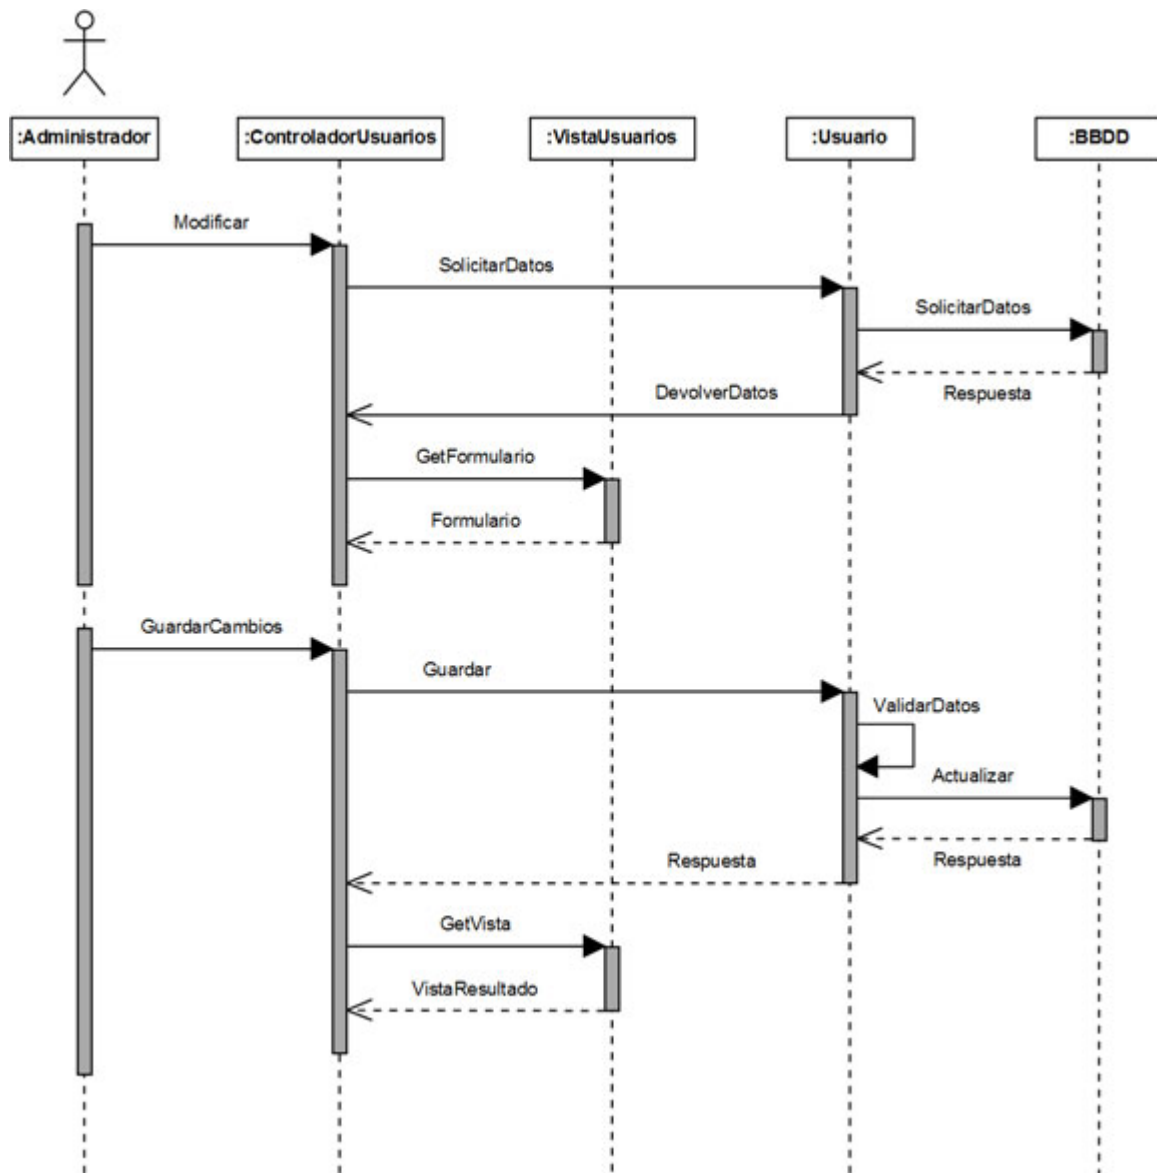 :Administrador
:ControladorUsuarios
:VistaUsuarios
:Usuario
:BBDD
Modificar
SolicitarDatos
SolicitarDatos
Respuesta
DevolverDatos
GetFormulario
Formulario
GuardarCambios
Guardar
ValidarDatos
Actualizar
Respuesta
Respuesta
GetVista
VistaResultado